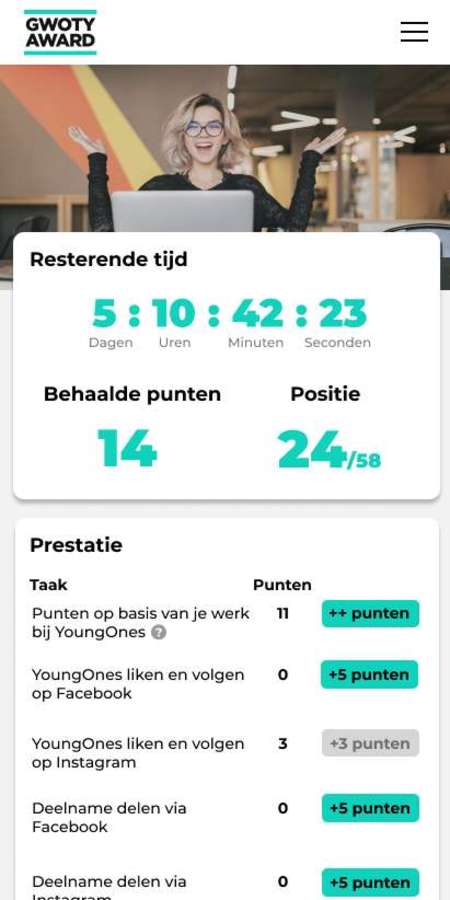 GWOTY
AWARD
Resterende tijd
5 : 10 : 42 : 23
Dagen Uren Minuten Seconden
Behaalde punten Positie
14 24/58
Prestatie
Taak Punten
Punten op basis van je werk 11 ++ punten
bij YoungOnes ?
YoungOnes liken en volgen 0 +5 punten
op Facebook
YoungOnes liken en volgen 3 +3 punten
op Instagram
Deelname delen via 0 +5 punten
Facebook
Deelname delen via 0 +5 punten
Instagram